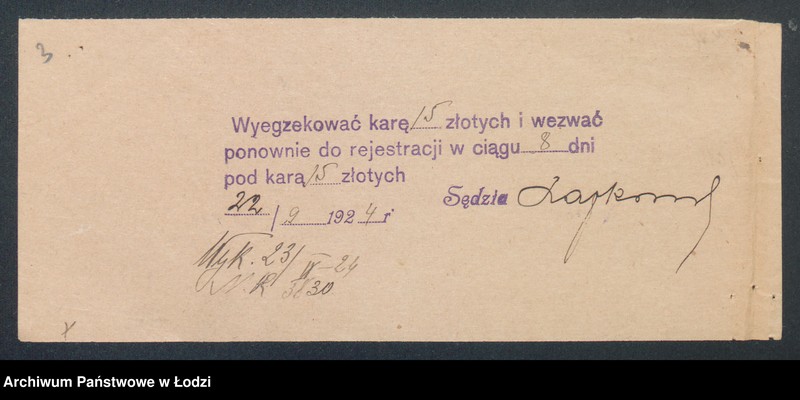 3
Wyegzekować karę 15 złotych i wezwać
ponownie do rejestracji w ciągu 8 dni
pod karą 15 złotych
Sędzia
22/9 1924 r
Wyk. 23/IX-24
3830
x
Archiwum Państwowe w Łodzi